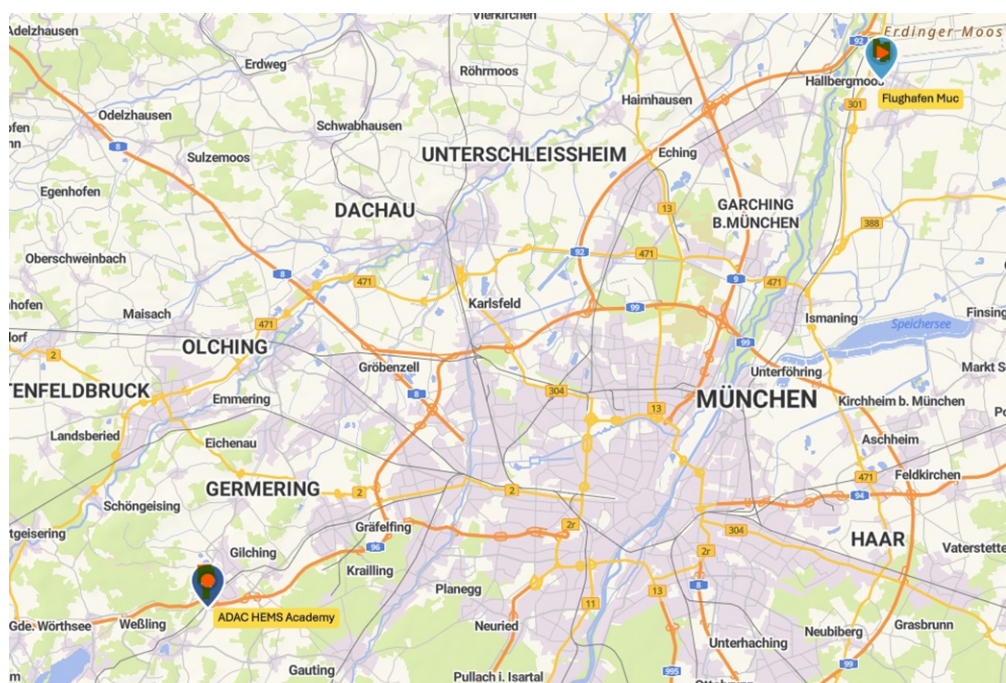 Adelzhausen
Vierkirchen
92
Erdinger Moos
Erdweg
Röhrmoos
Hallbergmoos
Flughafen Muc
Haimhausen
301
Odelzhausen
Schwabhausen
8
Sulzemoos
UNTERSCHLEISSHEIM
Eching
Egenhofen
DACHAU
13
GARCHING
B.MÜNCHEN
388
Oberschweinbach
92
471
8
471
9
471
Maisach
Karlsfeld
99
Ismaning
Speichersee
Finsing
471
OLCHING
99
2
Gröbenzell
Unterföhring
Markt S
TENFELDBRUCK
Emmering
8
304
13
MÜNCHEN
Kirchheim b. München
Landsberied
Eichenau
Aschheim
GERMERING
2
2
471
Feldkirchen
94
Schöngeising
Gräfelfing
2r
304
HAAR
tgeisering
Gilching
96
2r
Vaterstette
Krailling
Planegg
8
13
11
ADAC HEMS Academy
Gde. Wörthsee
Weßling
Neuried
Neubiberg
Grasbrunn
Unterhaching
Gauting
Pullach i. Isartal
995
99